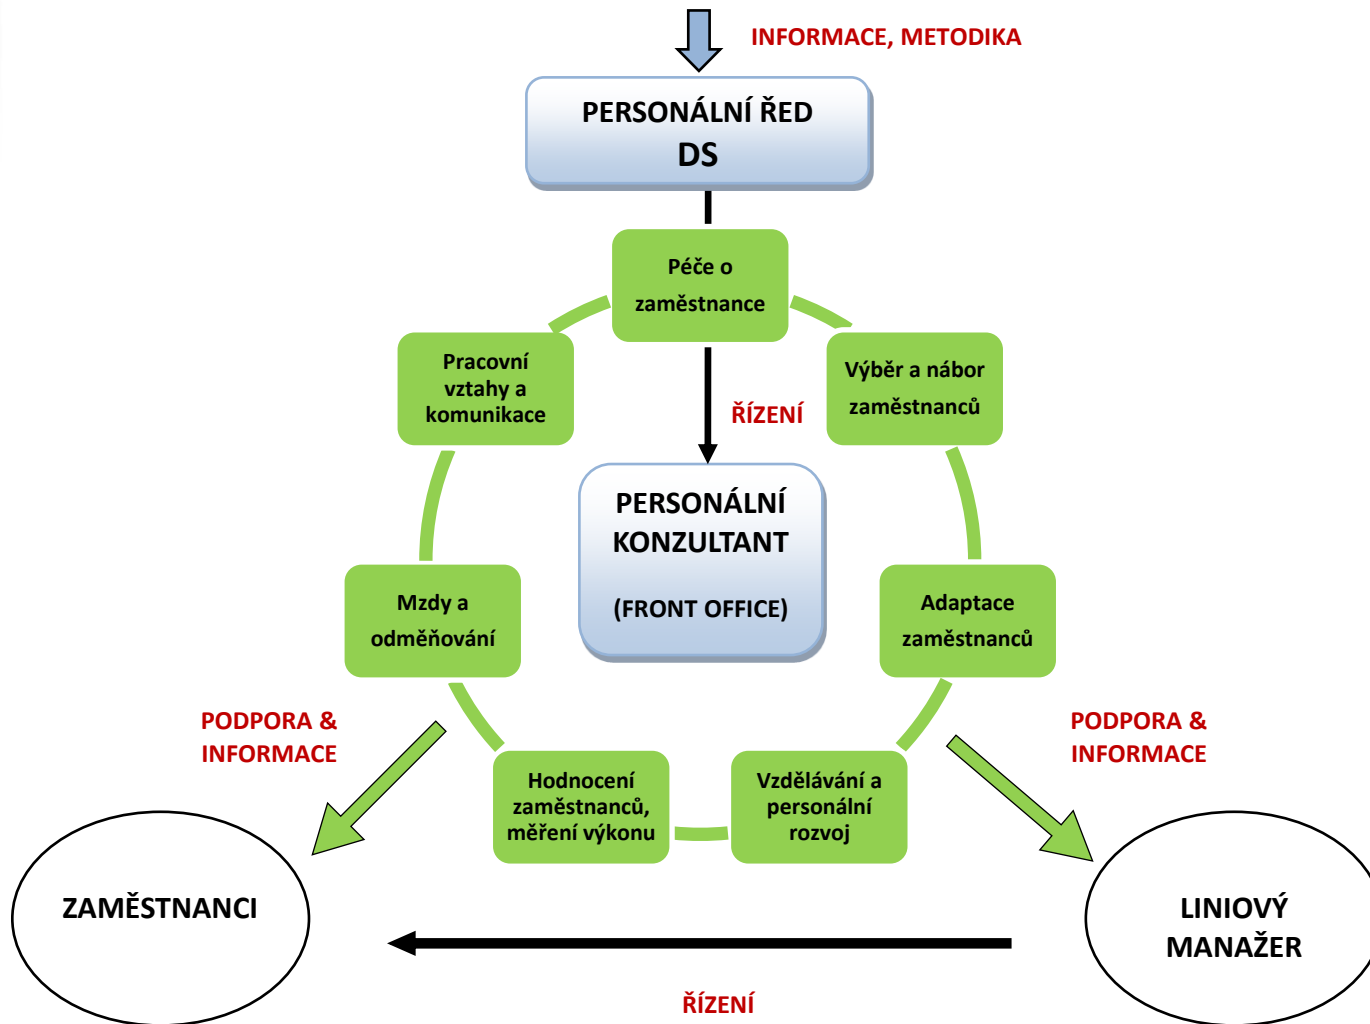 INFORMACE, METODIKA
PERSONÁLNÍ ŘED
DS
Péče o
zaměstnance
Pracovní
vztahy a
komunikace
Výběr a nábor
zaměstnanců
ŘÍZENÍ
PERSONÁLNÍ
KONZULTANT
(FRONT OFFICE)
Mzdy a
odměňování
Adaptace
zaměstnanců
PODPORA &
INFORMACE
PODPORA &
INFORMACE
Hodnocení
zaměstnanců,
měření výkonu
Vzdělávání a
personální
rozvoj
ZAMĚSTNANCI
LINIOVÝ
MANAŽER
ŘÍZENÍ